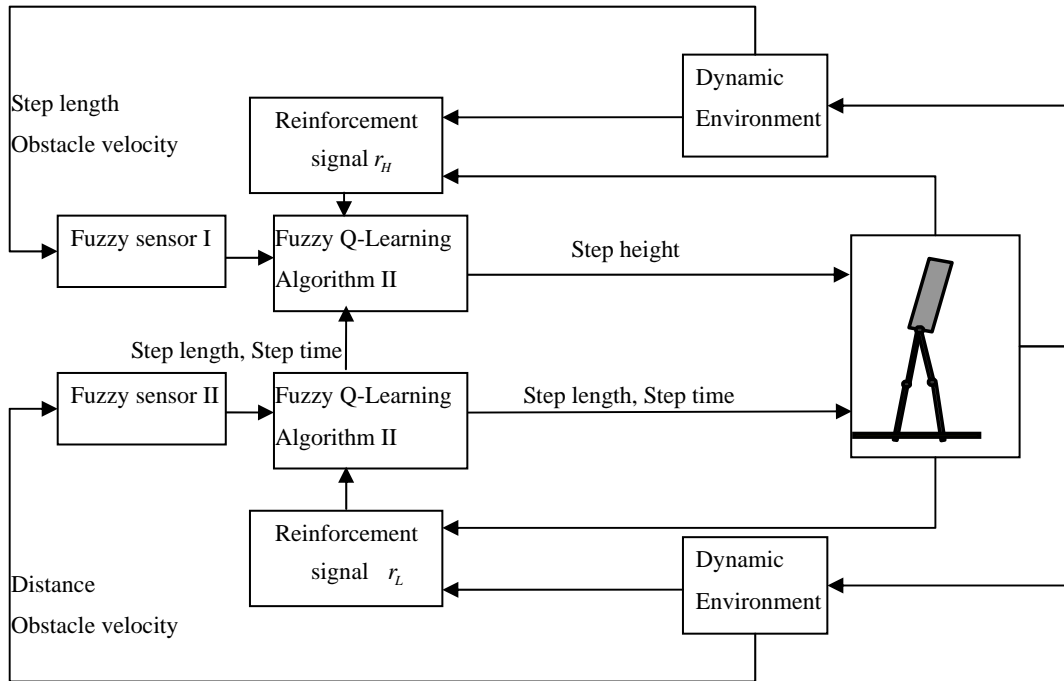 Dynamic
Environment
Step length
Obstacle velocity
Reinforcement
signal r_H
Fuzzy sensor I
Fuzzy Q-Learning
Algorithm II
Step height
Step length, Step time
Fuzzy sensor II
Fuzzy Q-Learning
Algorithm II
Step length, Step time
Reinforcement
signal r_L
Dynamic
Environment
Distance
Obstacle velocity